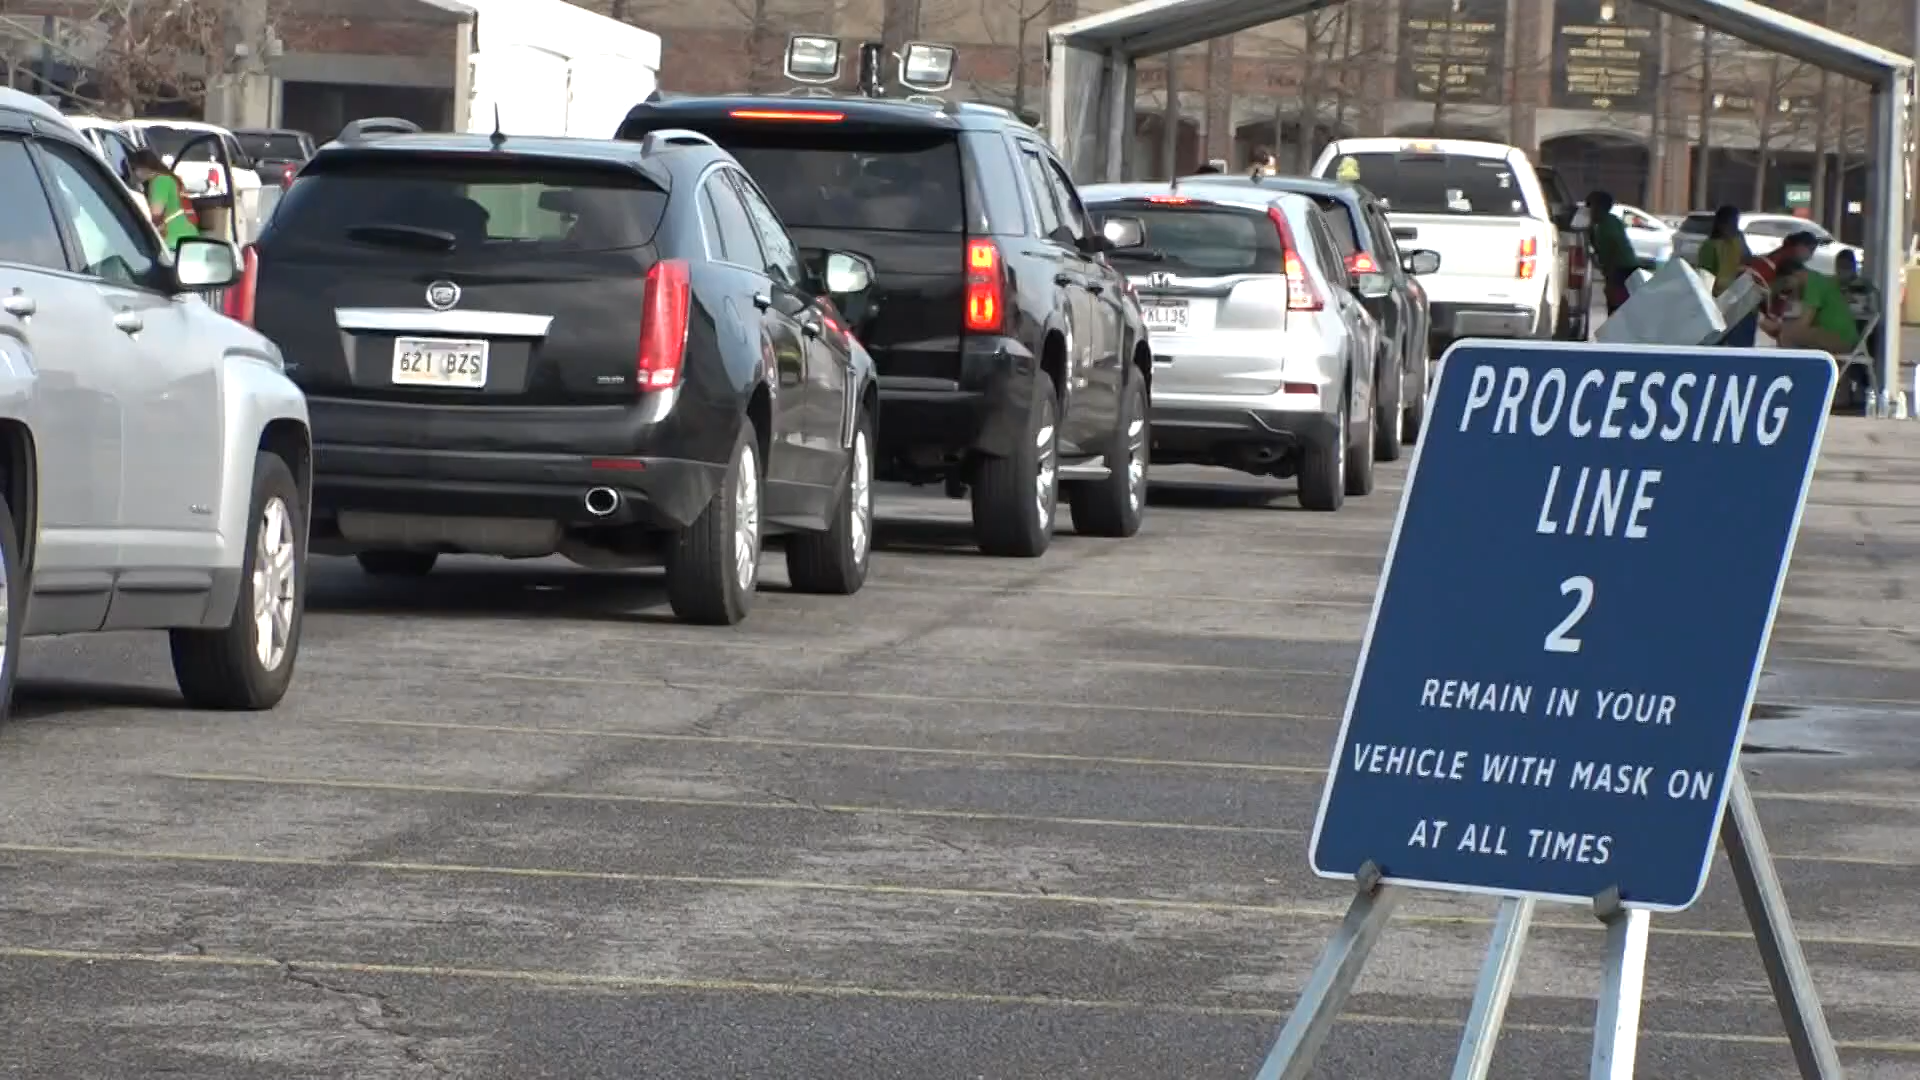 PROCESSING
LINE
2
REMAIN IN YOUR
VEHICLE WITH MASK ON
AT ALL TIMES
621 BZS